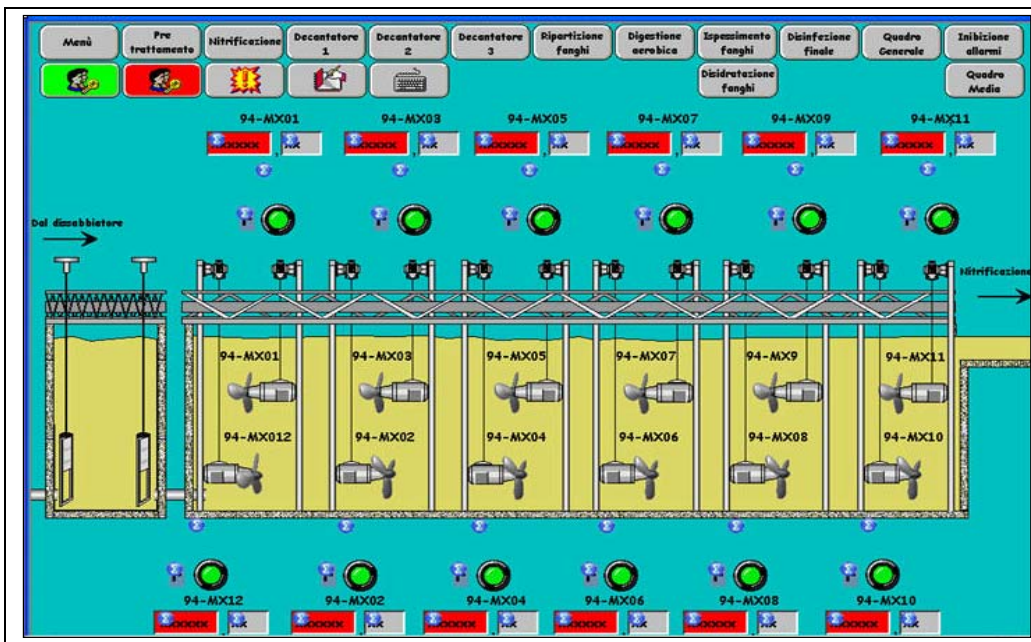 Menù
Pre trattamento
Nitrificazione
Decantatore 1
Decantatore 2
Decantatore 3
Ripartizione fanghi
Digestione aerobica
Ispessimento fanghi
Disinfezione finale
Quadro Generale
Inibizione allarmi
Disidratazione fanghi
Quadro Media
94-MX01 94-MX03 94-MX05 94-MX07 94-MX09 94-MX11
Dal dissabbiatore
Nitrificazione
94-MX01 94-MX03 94-MX05 94-MX07 94-MX9 94-MX11
94-MX012 94-MX02 94-MX04 94-MX06 94-MX08 94-MX10
94-MX12 94-MX02 94-MX04 94-MX06 94-MX08 94-MX10